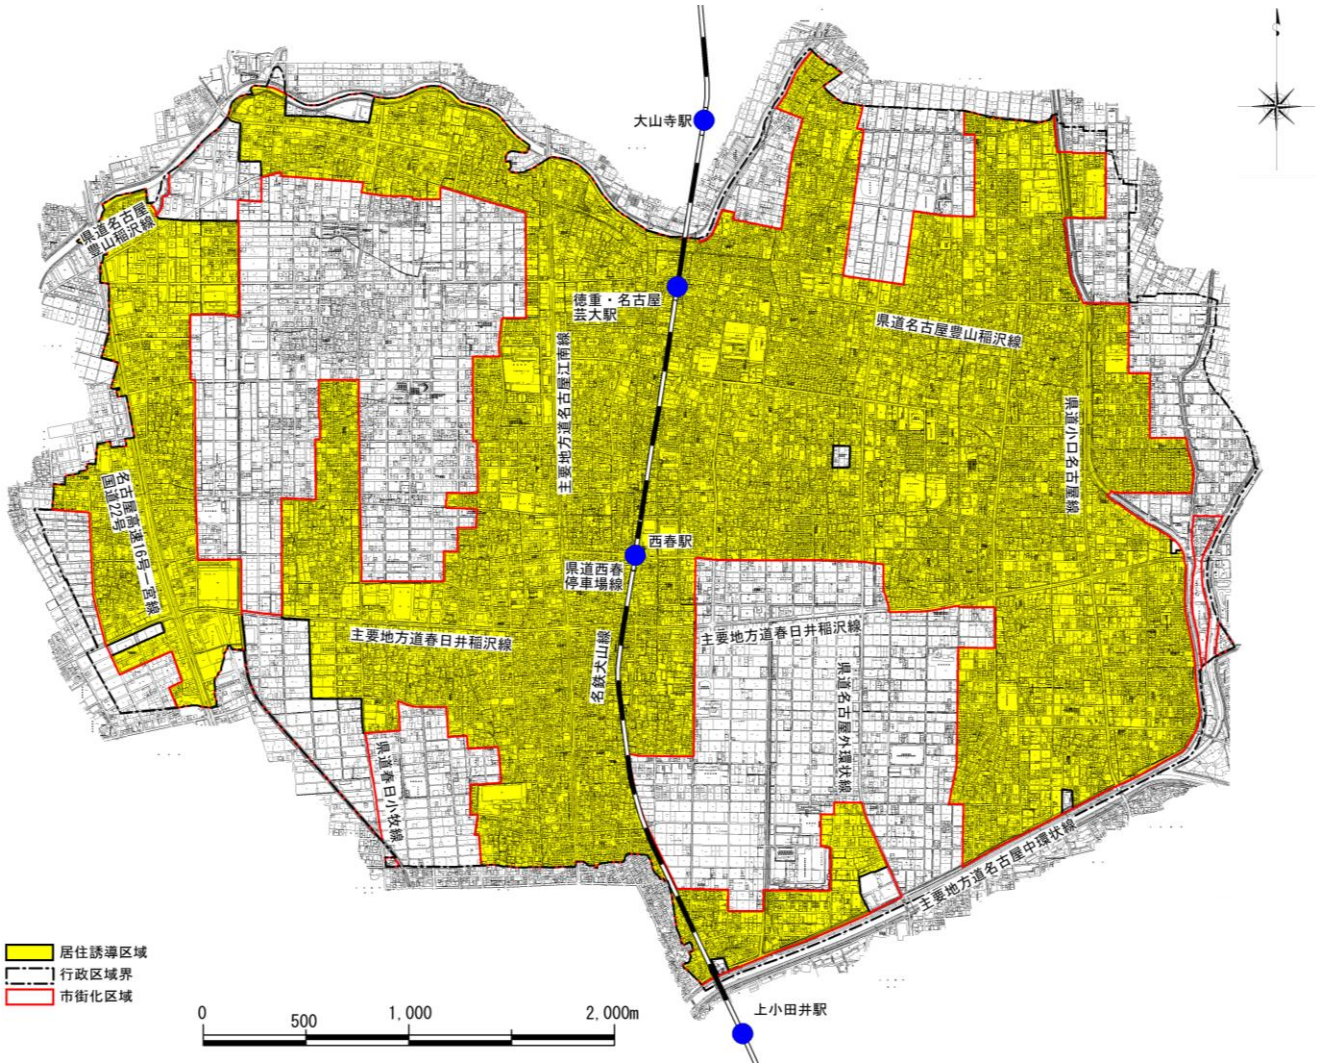 大山寺駅
県道名古屋
豊山稲沢線
徳重・名古屋
芸大駅
県道名古屋豊山稲沢線
主要地方道名古屋江南線
県道小口名古屋線
名古屋高速16号一宮線
国道22号
西春駅
県道西春
停車場線
主要地方道春日井稲沢線
主要地方道春日井稲沢線
名鉄犬山線
県道名古屋外環状線
県道春日小牧線
主要地方道名古屋中環状線
居住誘導区域
行政区域界
市街化区域
0
500
1,000
2,000m
上小田井駅